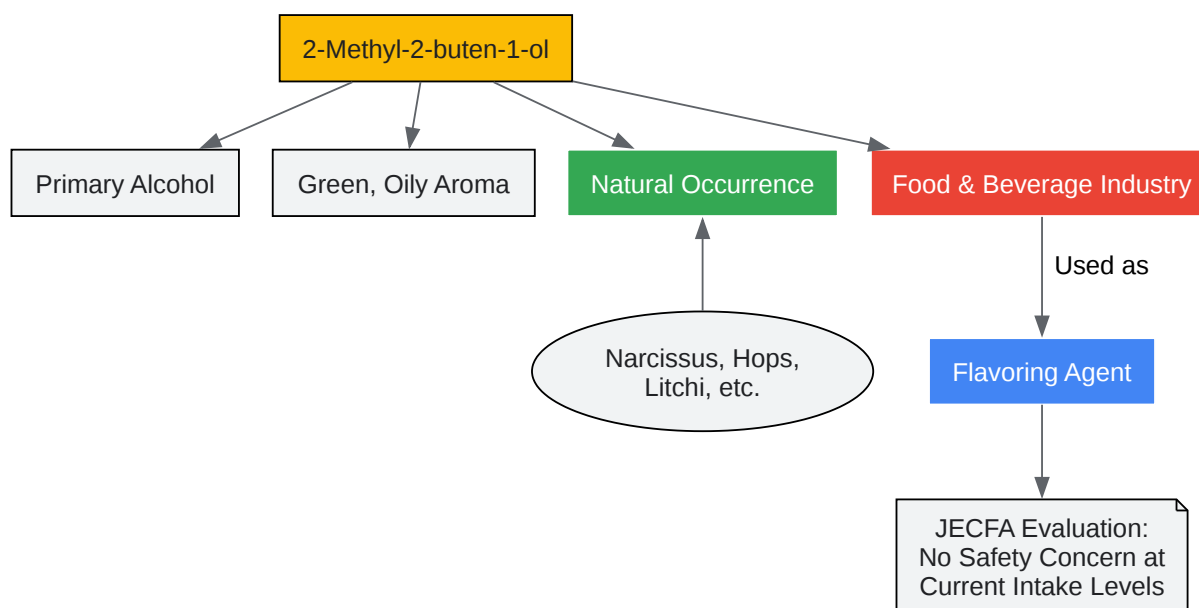 2-Methyl-2-buten-1-ol
Primary Alcohol
Green, Oily Aroma
Natural Occurrence
Food & Beverage Industry
Used as
Narcissus, Hops,
Litchi, etc.
Flavoring Agent
JECFA Evaluation:
No Safety Concern at
Current Intake Levels